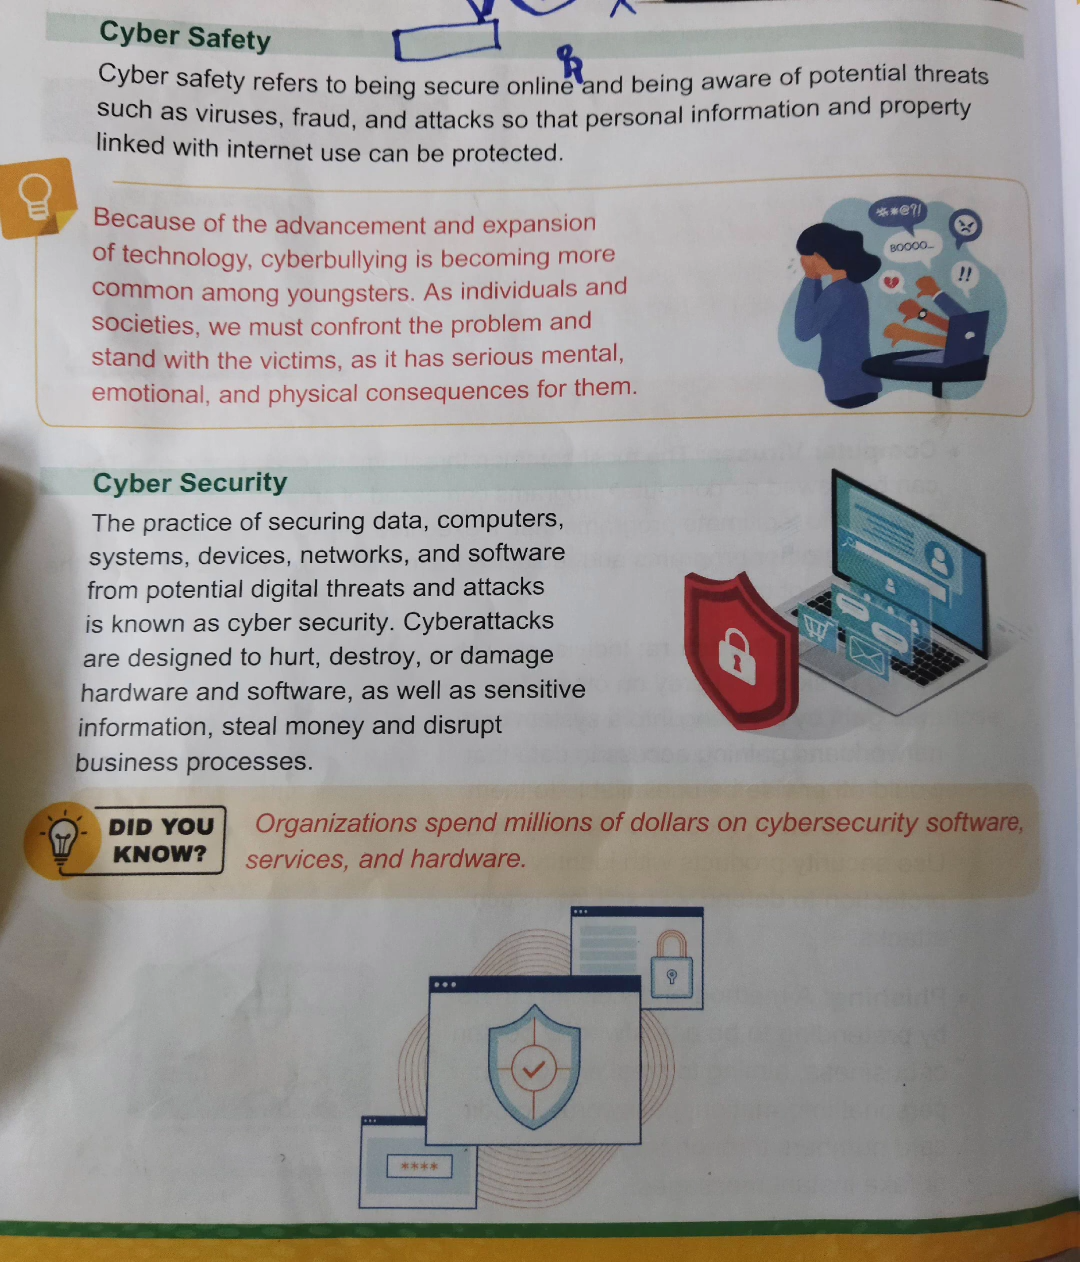 Cyber Safety
Cyber safety refers to being secure online and being aware of potential threats
such as viruses, fraud, and attacks so that personal information and property
linked with internet use can be protected.
Because of the advancement and expansion
of technology, cyberbullying is becoming more
common among youngsters. As individuals and
societies, we must confront the problem and
stand with the victims, as it has serious mental,
emotional, and physical consequences for them.
*#@?!
BOOOO...
!!
Cyber Security
The practice of securing data, computers,
systems, devices, networks, and software
from potential digital threats and attacks
is known as cyber security. Cyberattacks
are designed to hurt, destroy, or damage
hardware and software, as well as sensitive
information, steal money and disrupt
business processes.
DID YOU
KNOW?
Organizations spend millions of dollars on cybersecurity software,
services, and hardware.
****